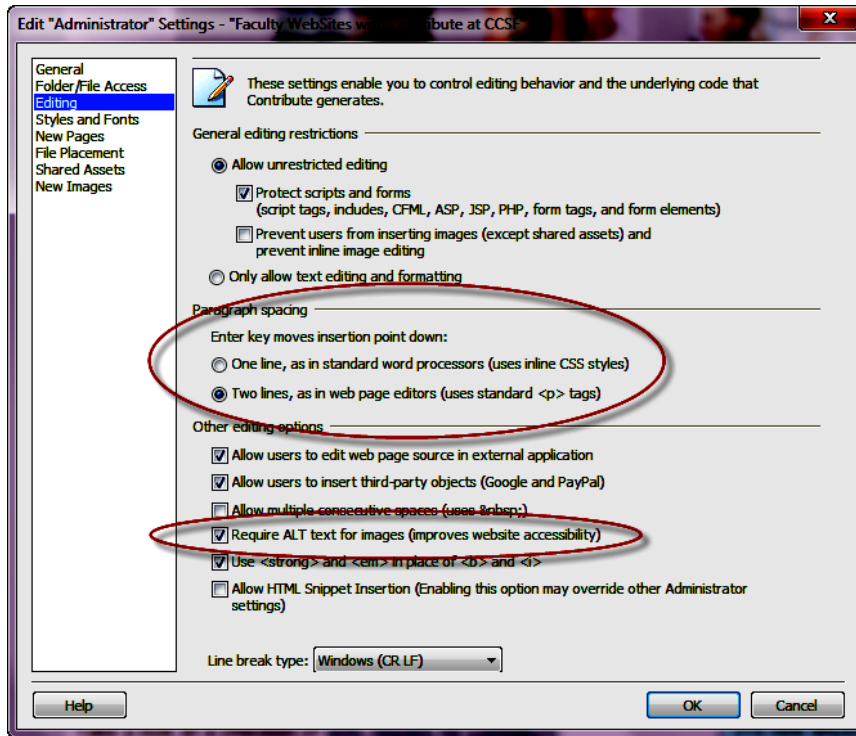 Edit "Administrator" Settings - "Faculty WebSites with Contribute at CCSF"
General
Folder/File Access
Editing
Styles and Fonts
New Pages
File Placement
Shared Assets
New Images
These settings enable you to control editing behavior and the underlying code that
Contribute generates.
General editing restrictions
Allow unrestricted editing
Protect scripts and forms
(script tags, includes, CFML, ASP, JSP, PHP, form tags, and form elements)
Prevent users from inserting images (except shared assets) and
prevent inline image editing
Only allow text editing and formatting
Paragraph spacing
Enter key moves insertion point down:
One line, as in standard word processors (uses inline CSS styles)
Two lines, as in web page editors (uses standard <p> tags)
Other editing options
Allow users to edit web page source in external application
Allow users to insert third-party objects (Google and PayPal)
Allow multiple consecutive spaces (uses &nbsp;)
Require ALT text for images (improves website accessibility)
Use <strong> and <em> in place of <b> and <i>
Allow HTML Snippet Insertion (Enabling this option may override other Administrator
settings)
Line break type: Windows (CR LF)
Help
OK
Cancel